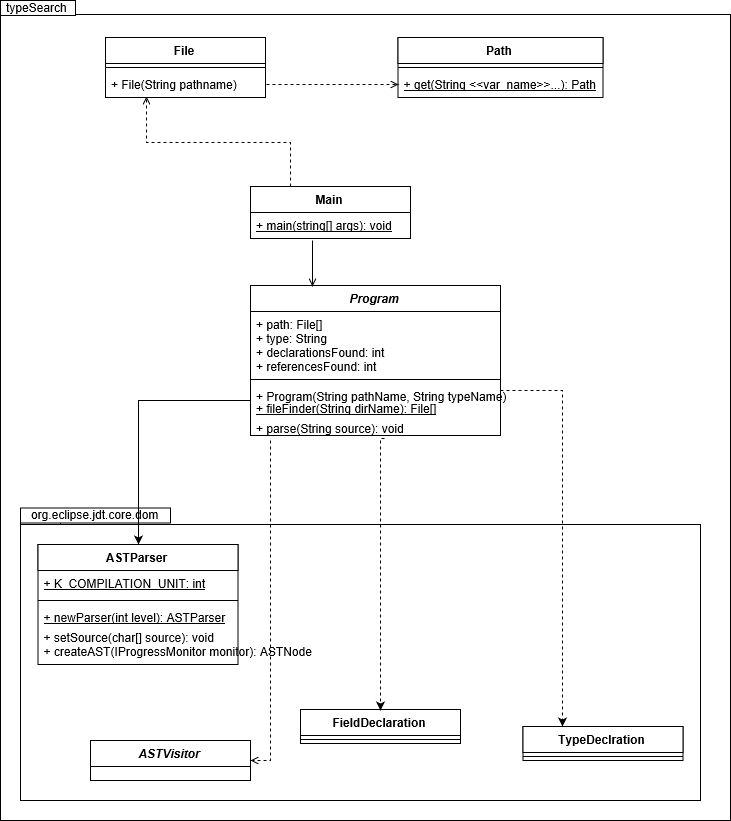 typeSearch
File
+ File(String pathname)
Path
+ get(String <<var_name>>...): Path
Main
+ main(string[] args): void
Program
+ path: File[]
+ type: String
+ declarationsFound: int
+ referencesFound: int
+ Program(String pathName, String typeName)
+ fileFinder(String dirName): File[]
+ parse(String source): void
org.eclipse.jdt.core.dom
ASTParser
+ K_COMPILATION_UNIT: int
+ newParser(int level): ASTParser
+ setSource(char[] source): void
+ createAST(IProgressMonitor monitor): ASTNode
FieldDeclaration
TypeDeclration
ASTVisitor